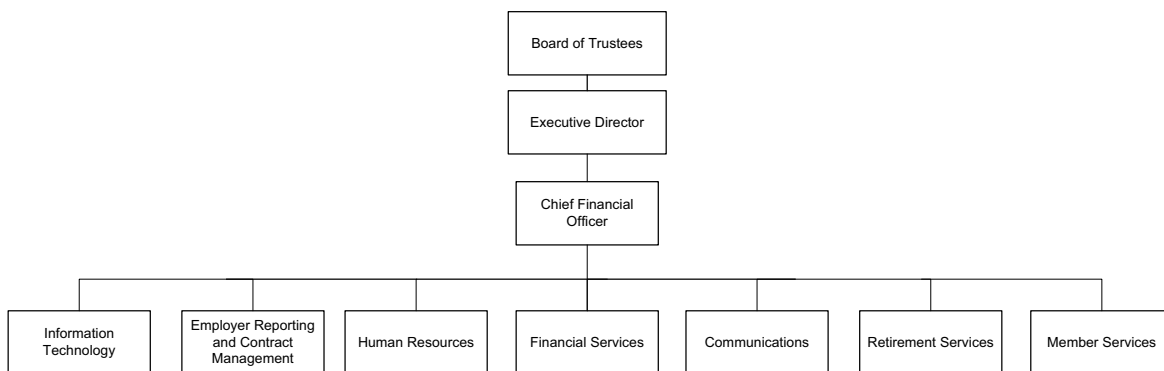 Board of Trustees
Executive Director
Chief Financial
Officer
Information
Technology
Employer Reporting
and Contract
Management
Human Resources
Financial Services
Communications
Retirement Services
Member Services